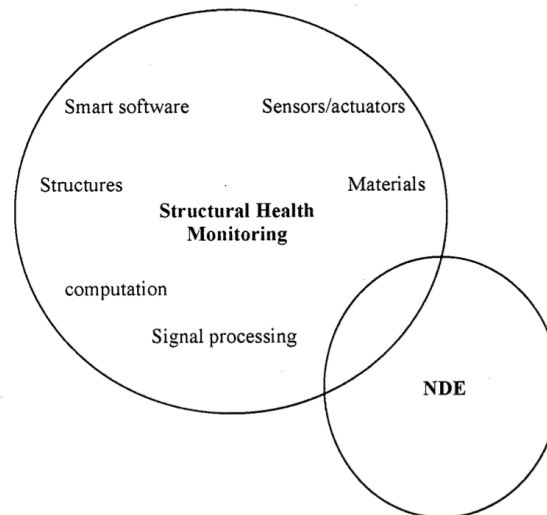 Smart software
Sensors/actuators
Structures
Materials
Structural Health
Monitoring
computation
Signal processing
NDE